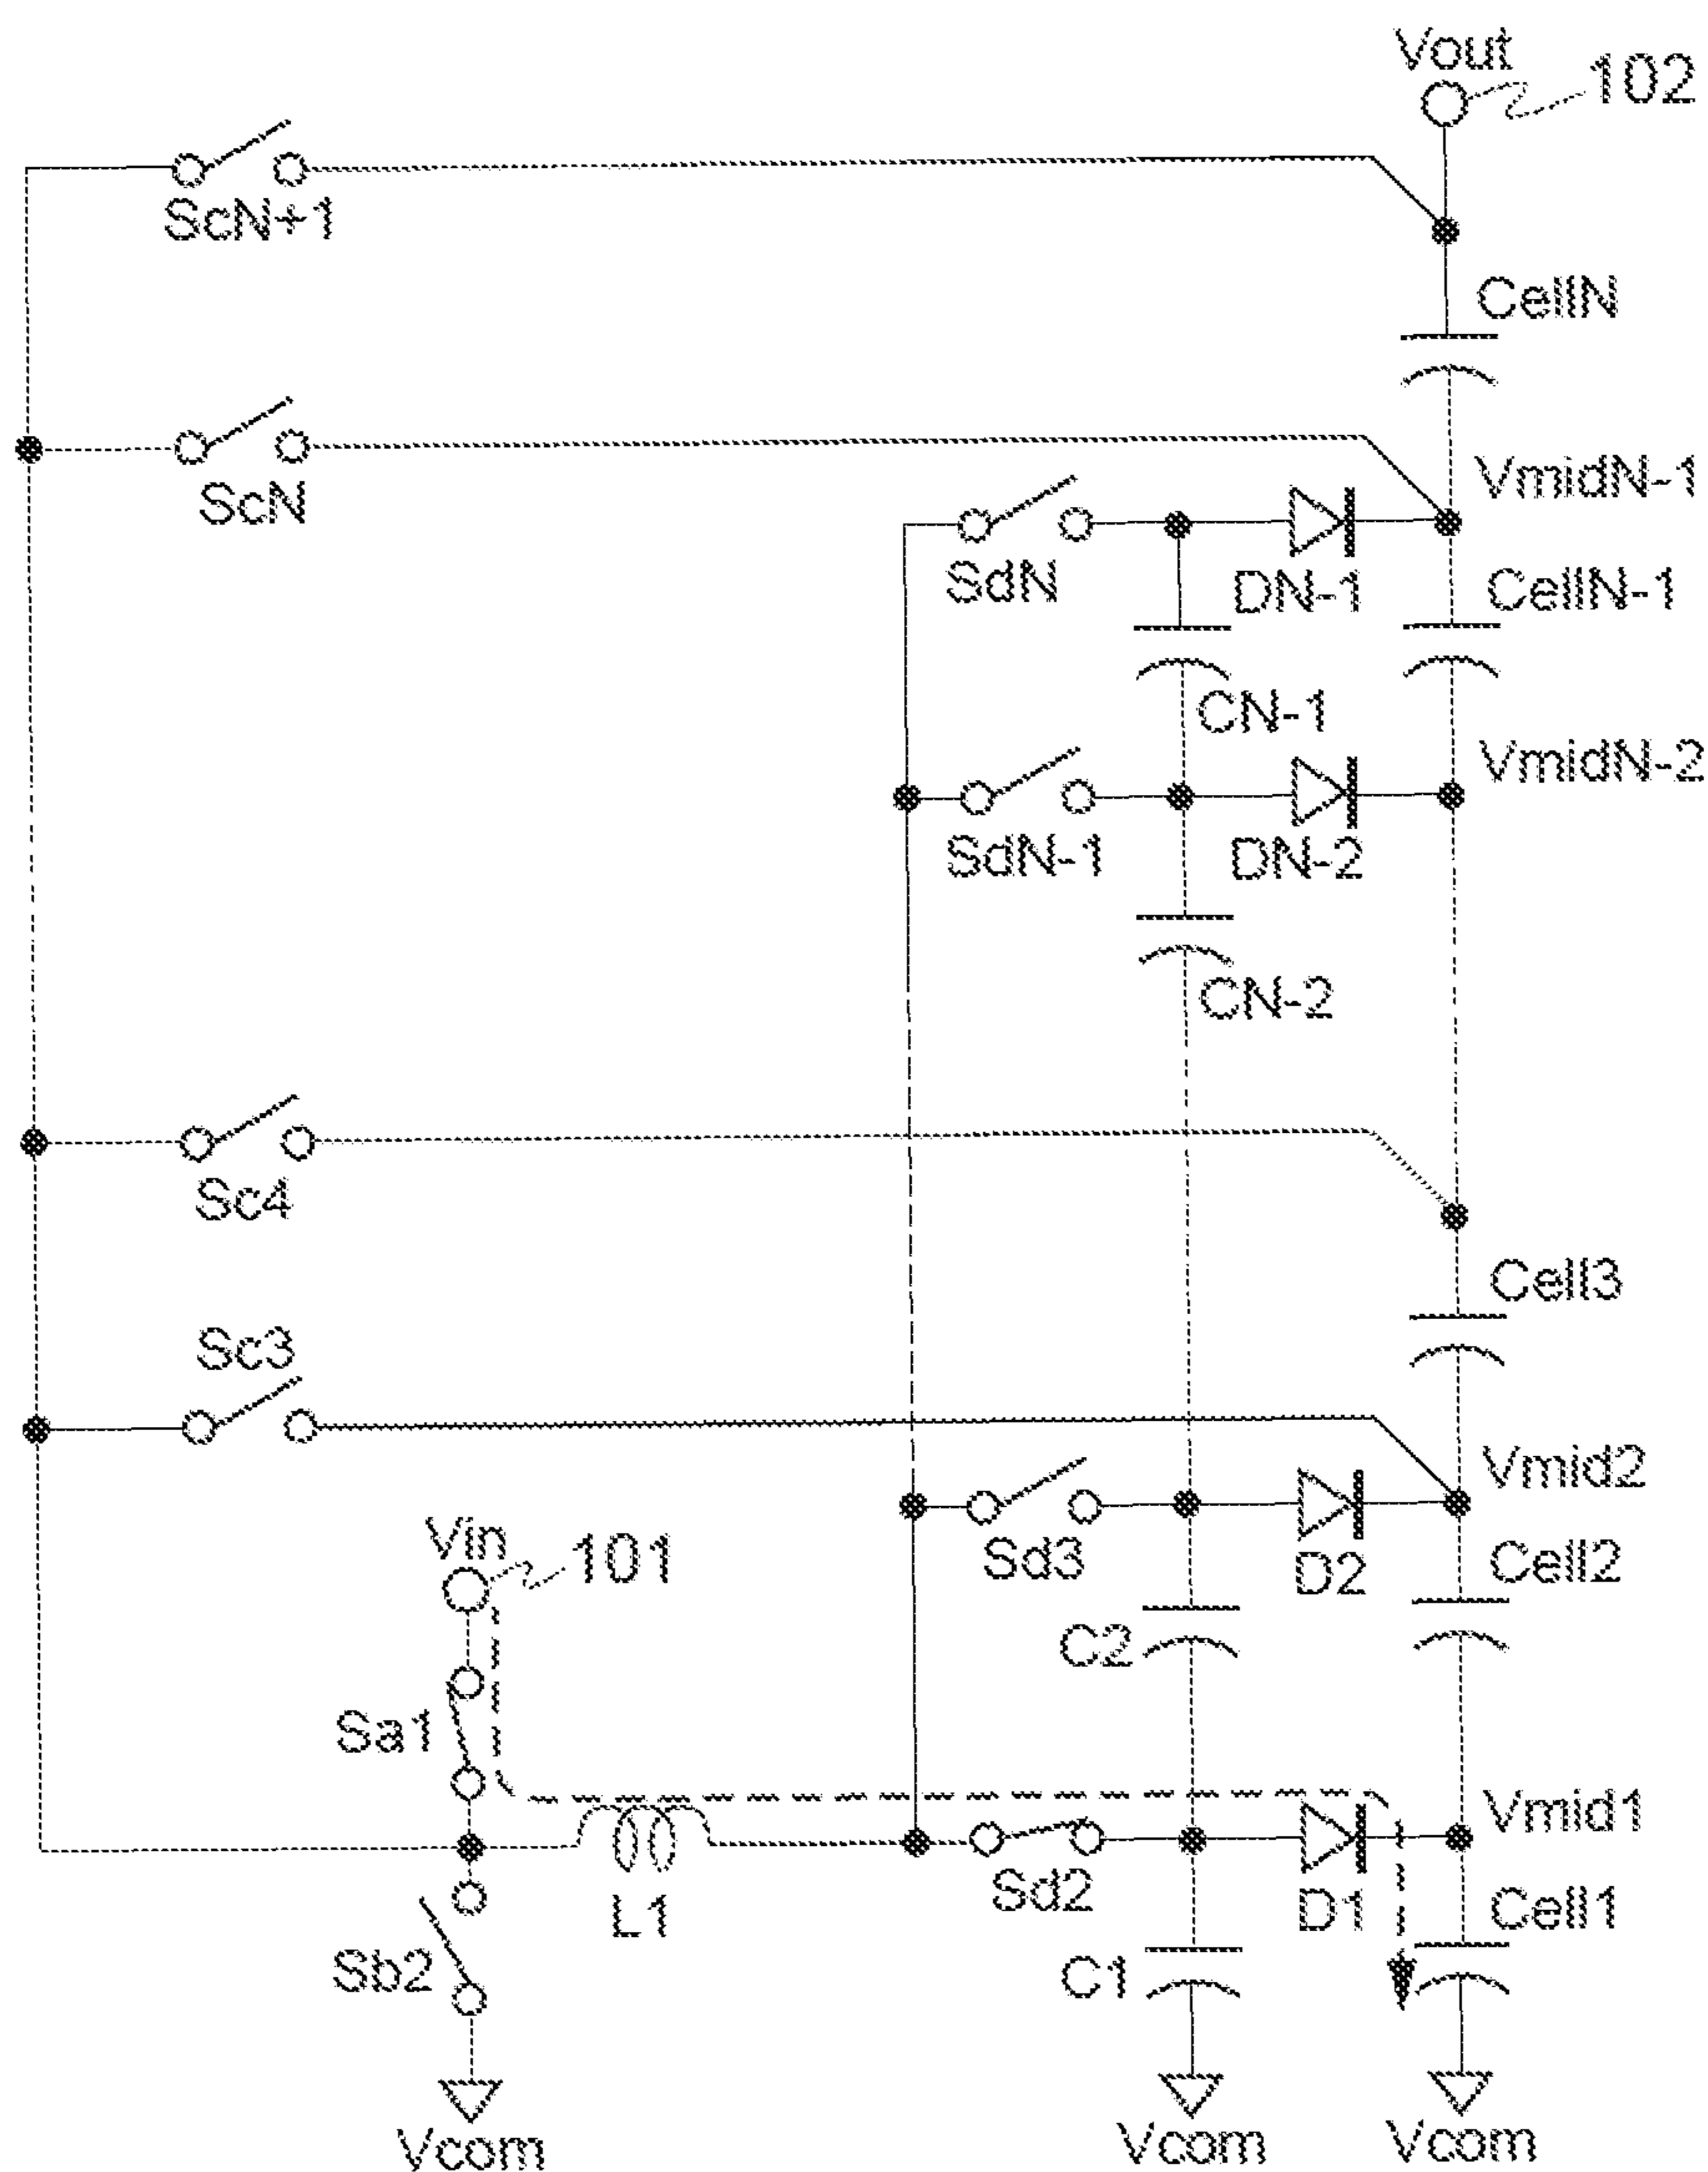 Vout
102
ScN+1
CellN
ScN
VmidN-1
SdN
DN-1
CellN-1
CN-1
VmidN-2
SdN-1
DN-2
CN-2
Sc4
Cell3
Sc3
Vmid2
Vin
101
Sd3
D2
Cell2
C2
Sa1
Vmid1
L1
Sd2
D1
Cell1
Sb2
C1
Vcom
Vcom
Vcom